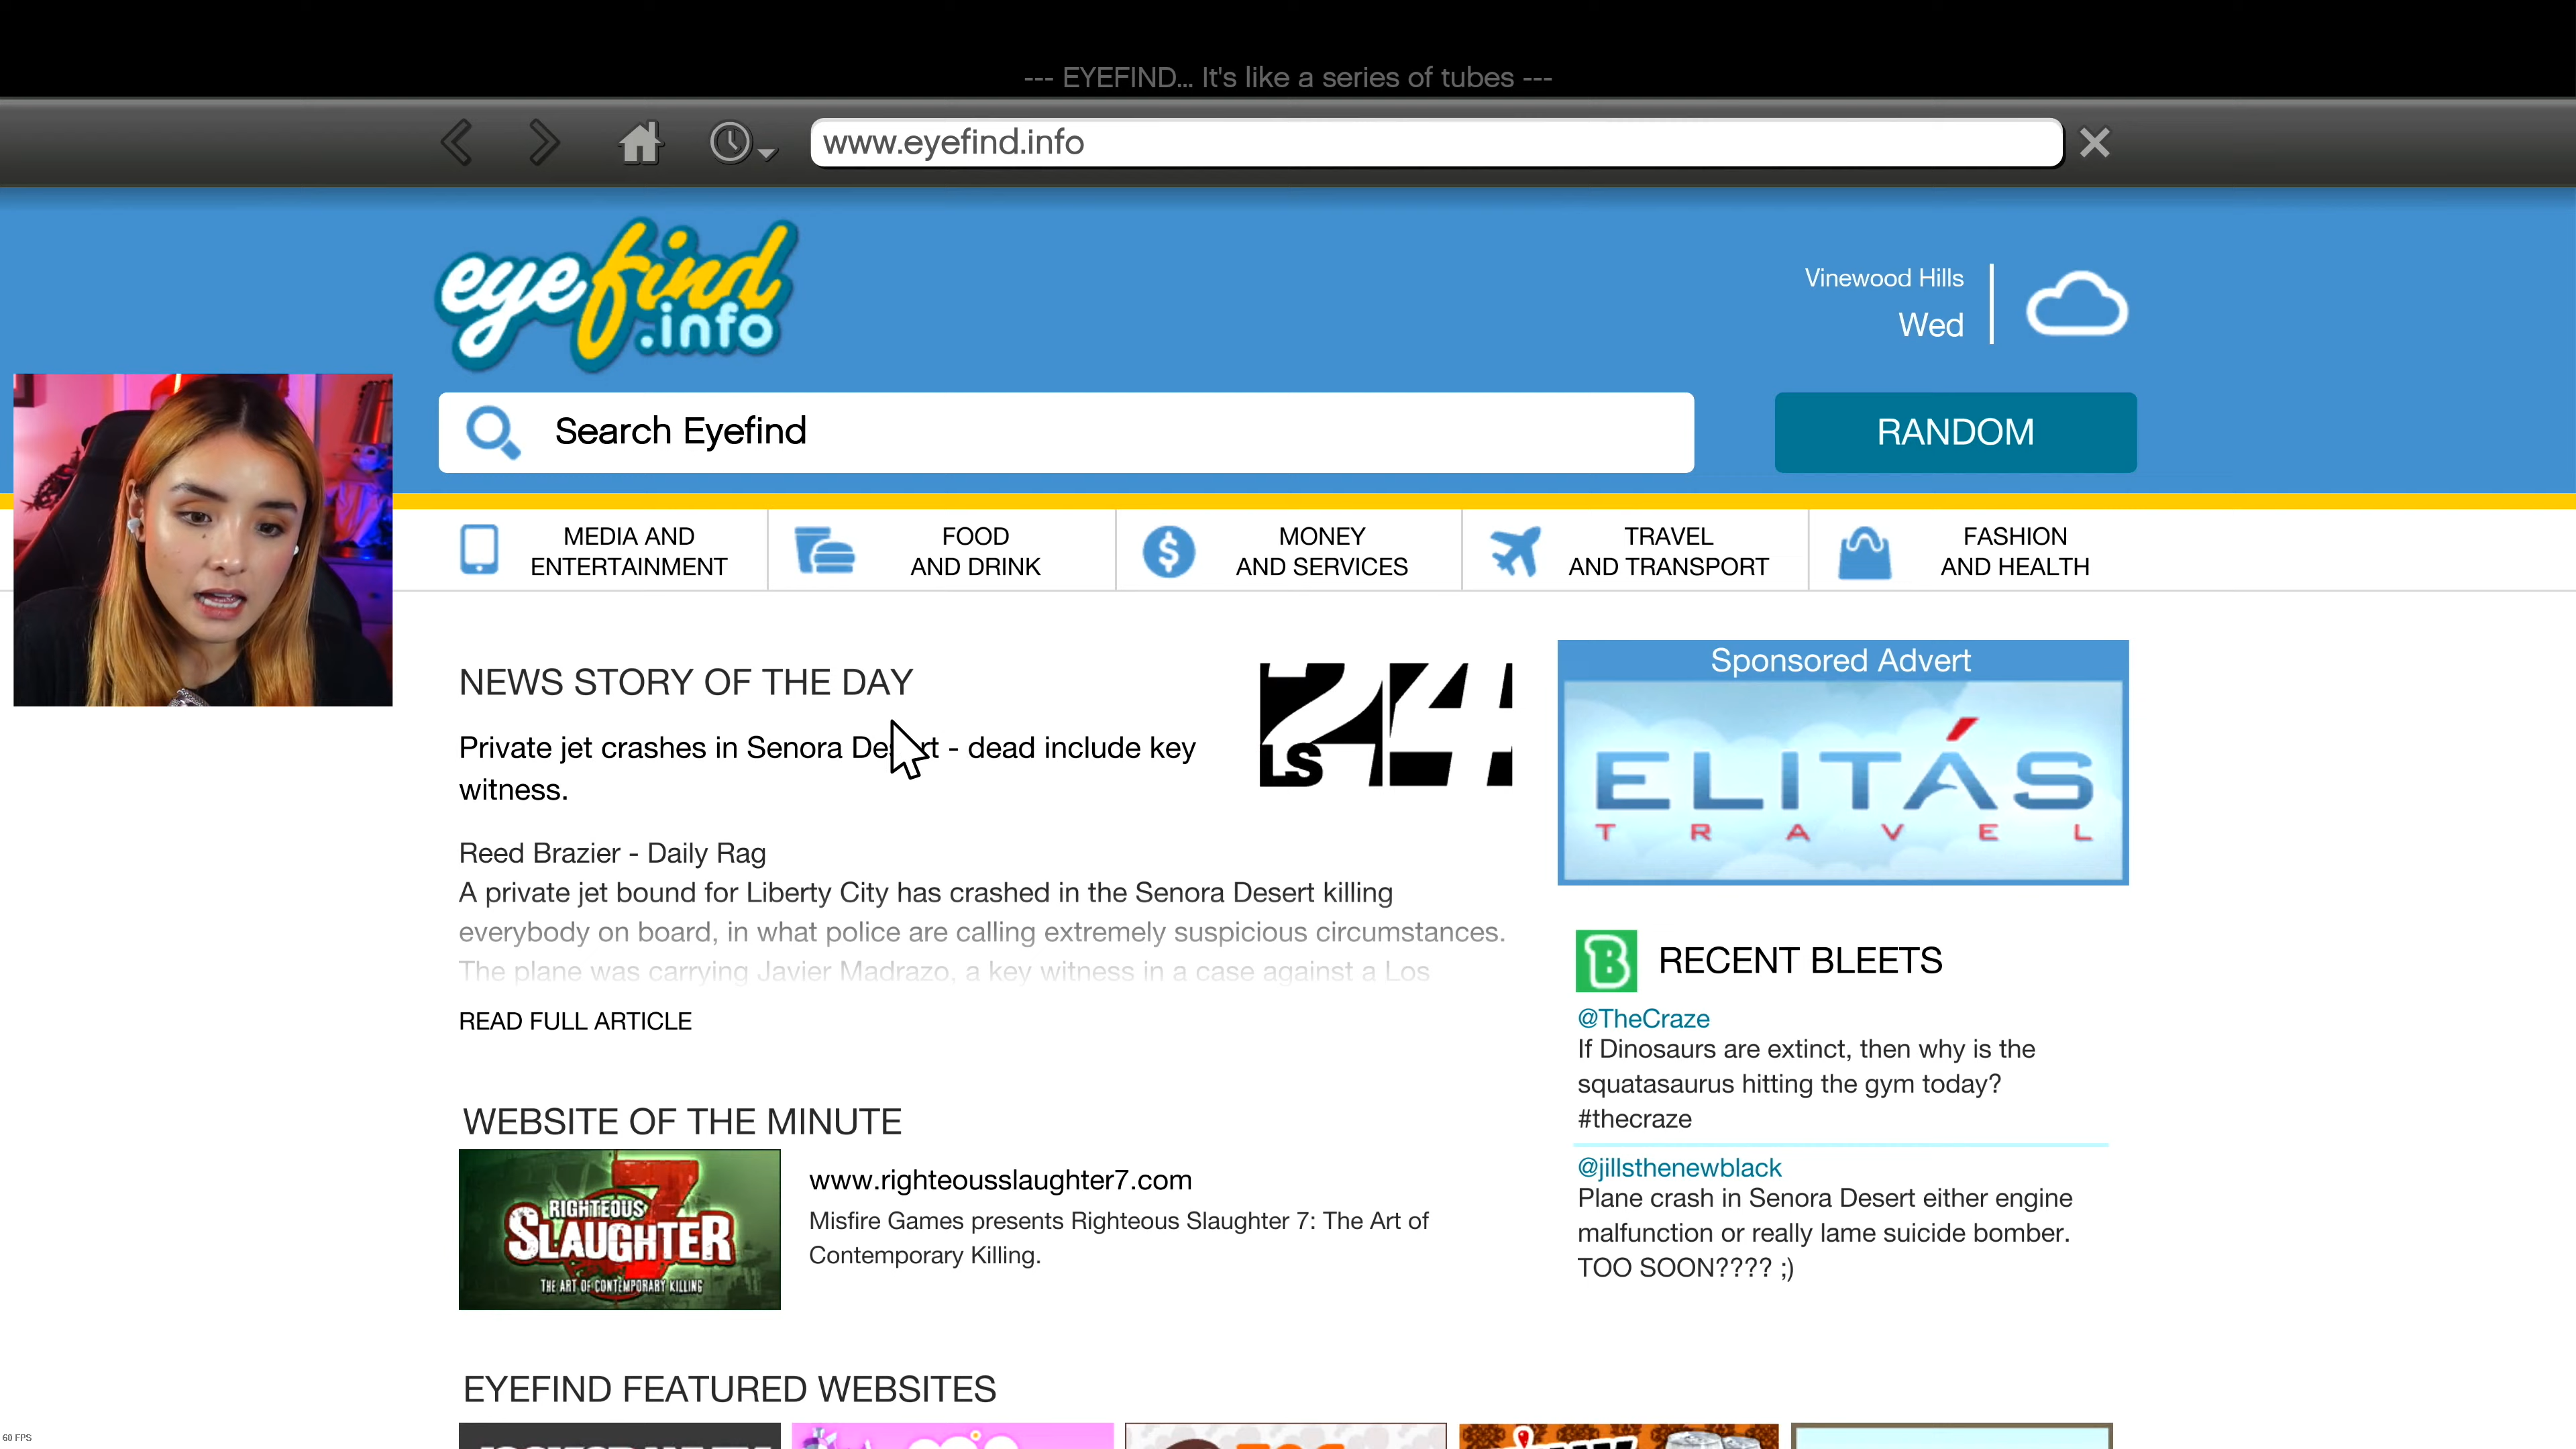 --- EYEFIND... It's like a series of tubes ---
www.eyefind.info
eyefind
.info
Vinewood Hills
Wed
Search Eyefind
RANDOM
MEDIA AND
ENTERTAINMENT
FOOD
AND DRINK
MONEY
AND SERVICES
TRAVEL
AND TRANSPORT
FASHION
AND HEALTH
NEWS STORY OF THE DAY
Private jet crashes in Senora Desert - dead include key
witness.
24
LS
Reed Brazier - Daily Rag
A private jet bound for Liberty City has crashed in the Senora Desert killing
everybody on board, in what police are calling extremely suspicious circumstances.
The plane was carrying Javier Madrazo, a key witness in a case against a Los
READ FULL ARTICLE
WEBSITE OF THE MINUTE
RIGHTEOUS
SLAUGHTER
7
THE ART OF CONTEMPORARY KILLING
www.righteousslaughter7.com
Misfire Games presents Righteous Slaughter 7: The Art of
Contemporary Killing.
EYEFIND FEATURED WEBSITES
Sponsored Advert
ELITÁS
TRAVEL
B
RECENT BLEETS
@TheCraze
If Dinosaurs are extinct, then why is the
squatasaurus hitting the gym today?
#thecraze
@jillsthenewblack
Plane crash in Senora Desert either engine
malfunction or really lame suicide bomber.
TOO SOON???? ;)
60 FPS